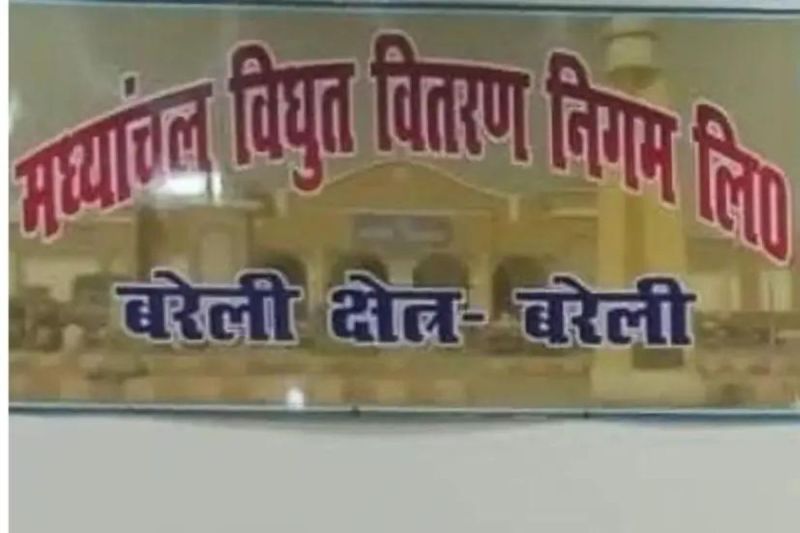 मध्यांचल विघुत वितरण निगम लि०
बरेली क्षेत्र- बरेली